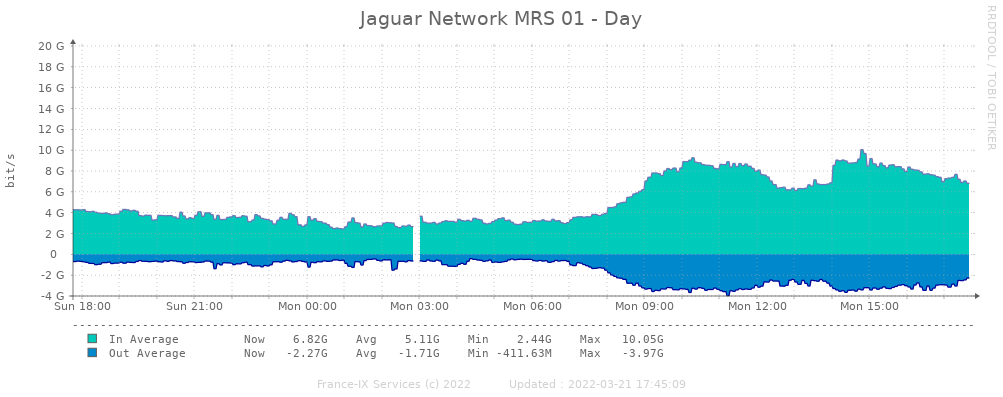 Jaguar Network MRS 01 - Day
RRDTOOL / TOBI OETIKER
bit/s
20 G
18 G
16 G
14 G
12 G
10 G
8 G
6 G
4 G
2 G
0
-2 G
-4 G
Sun 18:00 Sun 21:00 Mon 00:00 Mon 03:00 Mon 06:00 Mon 09:00 Mon 12:00 Mon 15:00
In Average Now 6.82G Avg 5.11G Min 2.44G Max 10.05G
Out Average Now -2.27G Avg -1.71G Min -411.63M Max -3.97G
France-IX Services (c) 2022 Updated : 2022-03-21 17:45:09